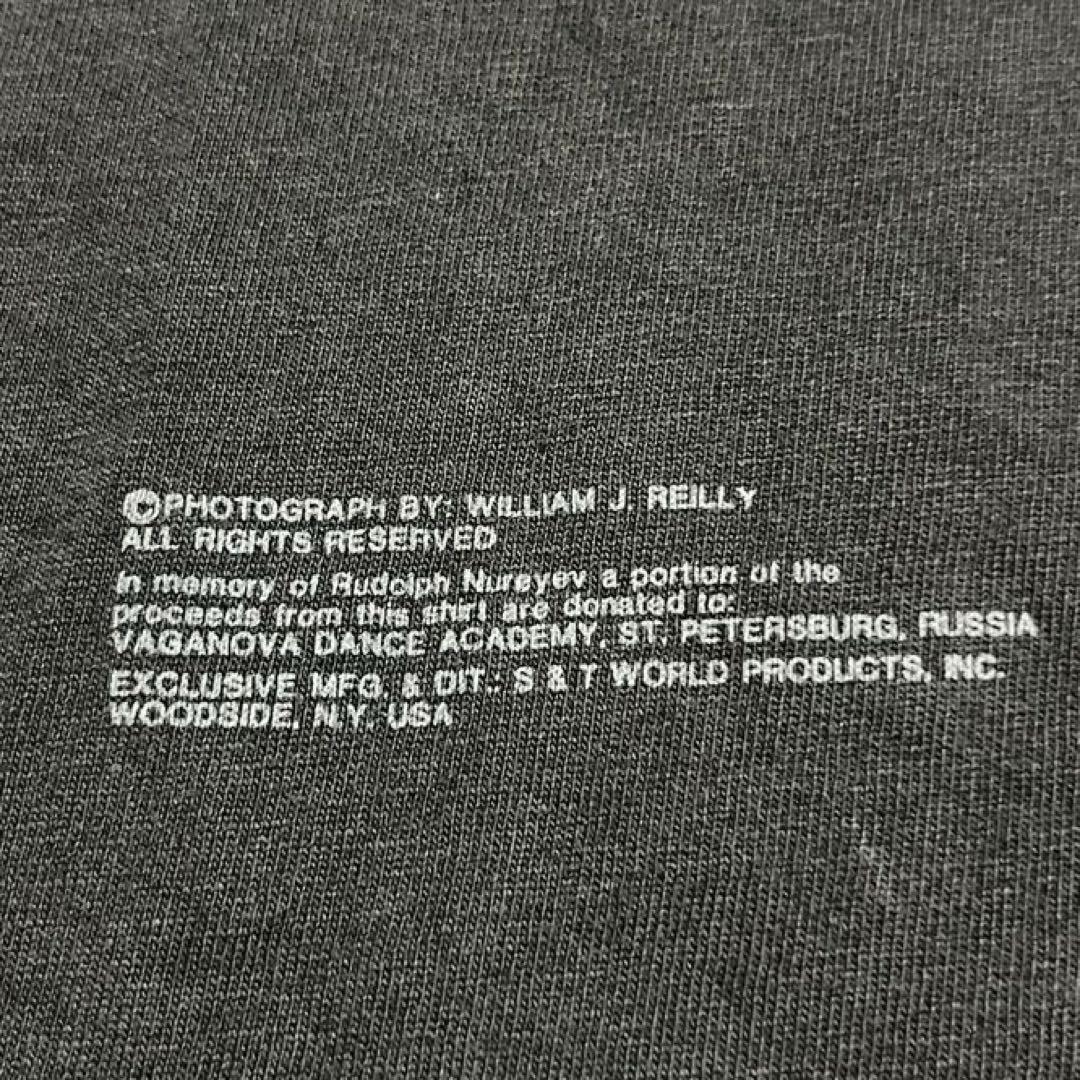 ©PHOTOGRAPH BY: WILLIAM J. REILLY
ALL RIGHTS RESERVED
In memory of Rudolph Nureyev a portion of the
proceeds from this shirt are donated to:
VAGANOVA DANCE ACADEMY, ST. PETERSBURG, RUSSIA
EXCLUSIVE MFG. & DIT.: S & T WORLD PRODUCTS, INC.
WOODSIDE, N.Y. USA